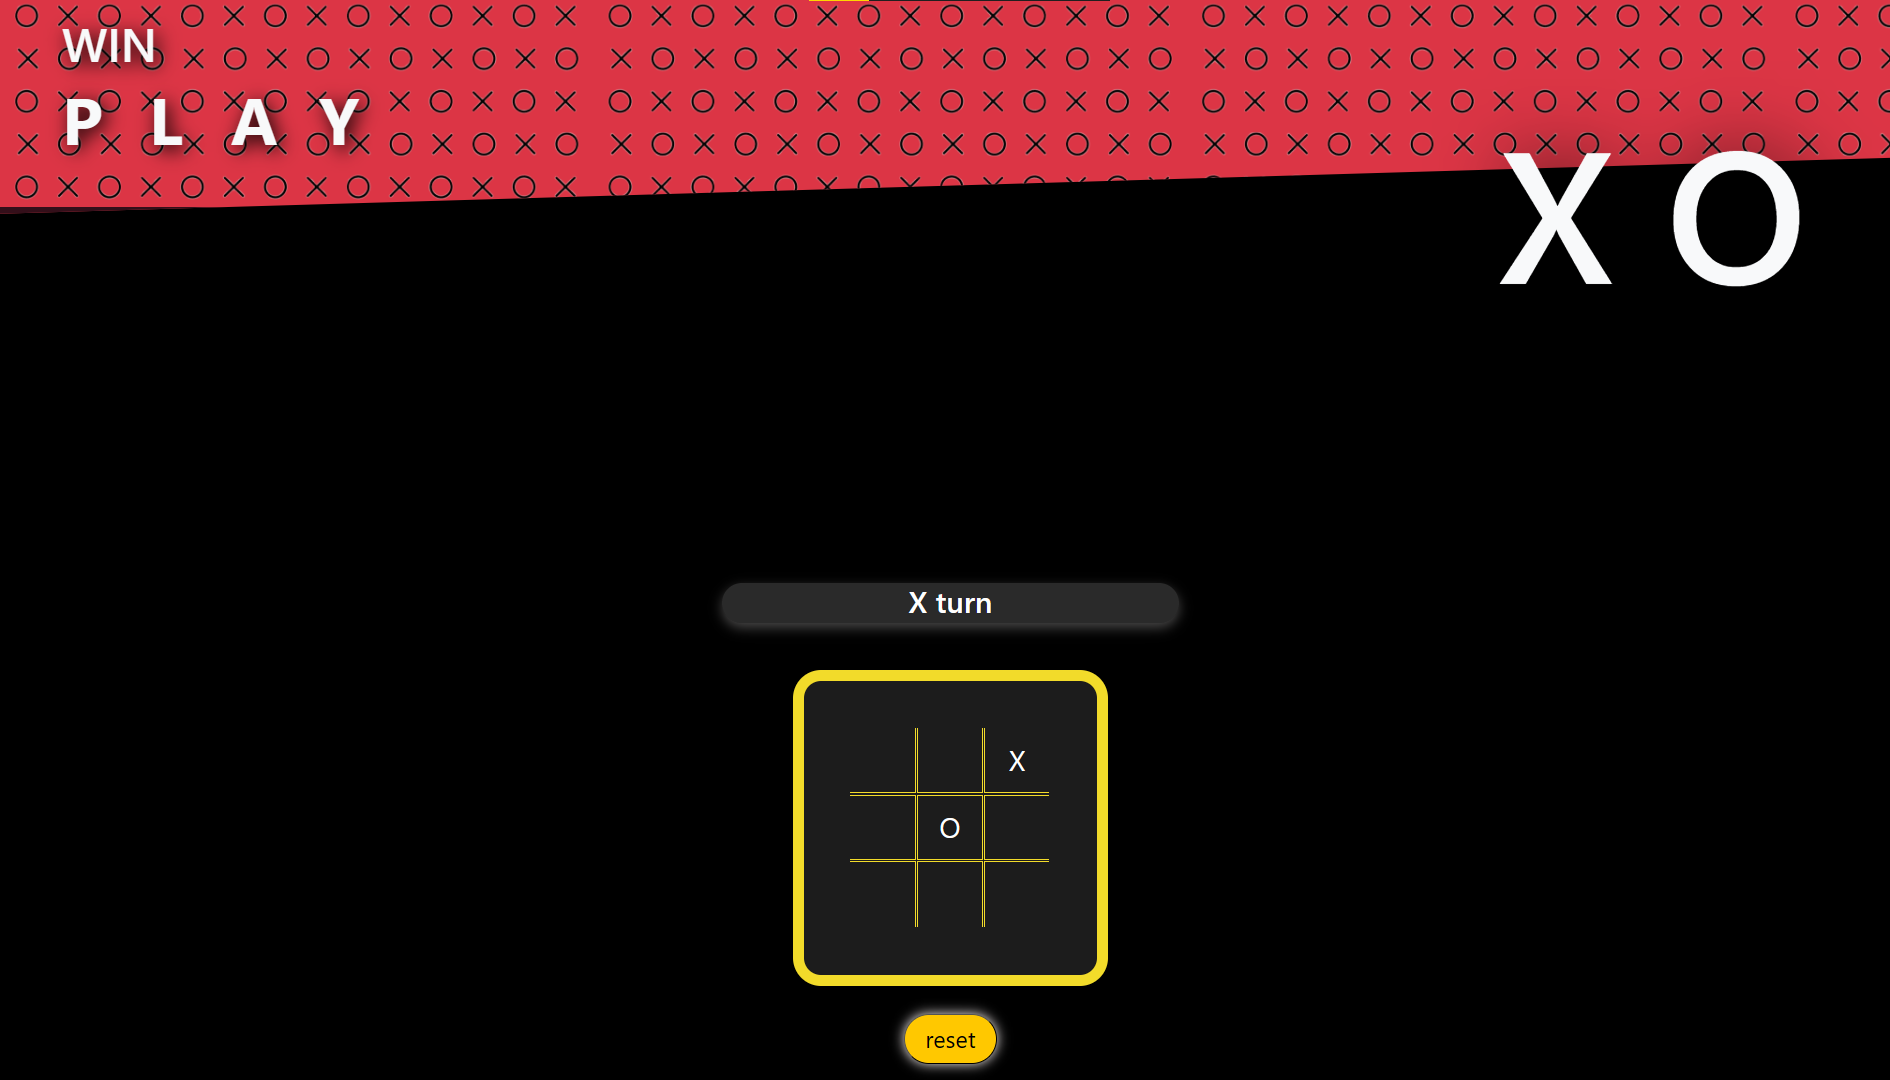 WIN
P L A Y
X O
X turn
X
O
reset